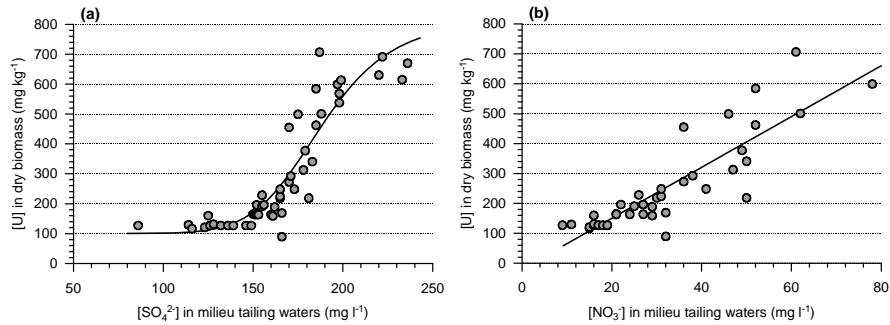 (a)
800
700
600
500
400
300
200
100
0
[U] in dry biomass (mg kg⁻¹)
50 100 150 200 250
[SO₄²⁻] in milieu tailing waters (mg l⁻¹)
(b)
800
700
600
500
400
300
200
100
0
[U] in dry biomass (mg kg⁻¹)
0 20 40 60 80
[NO₃⁻] in milieu tailing waters (mg l⁻¹)